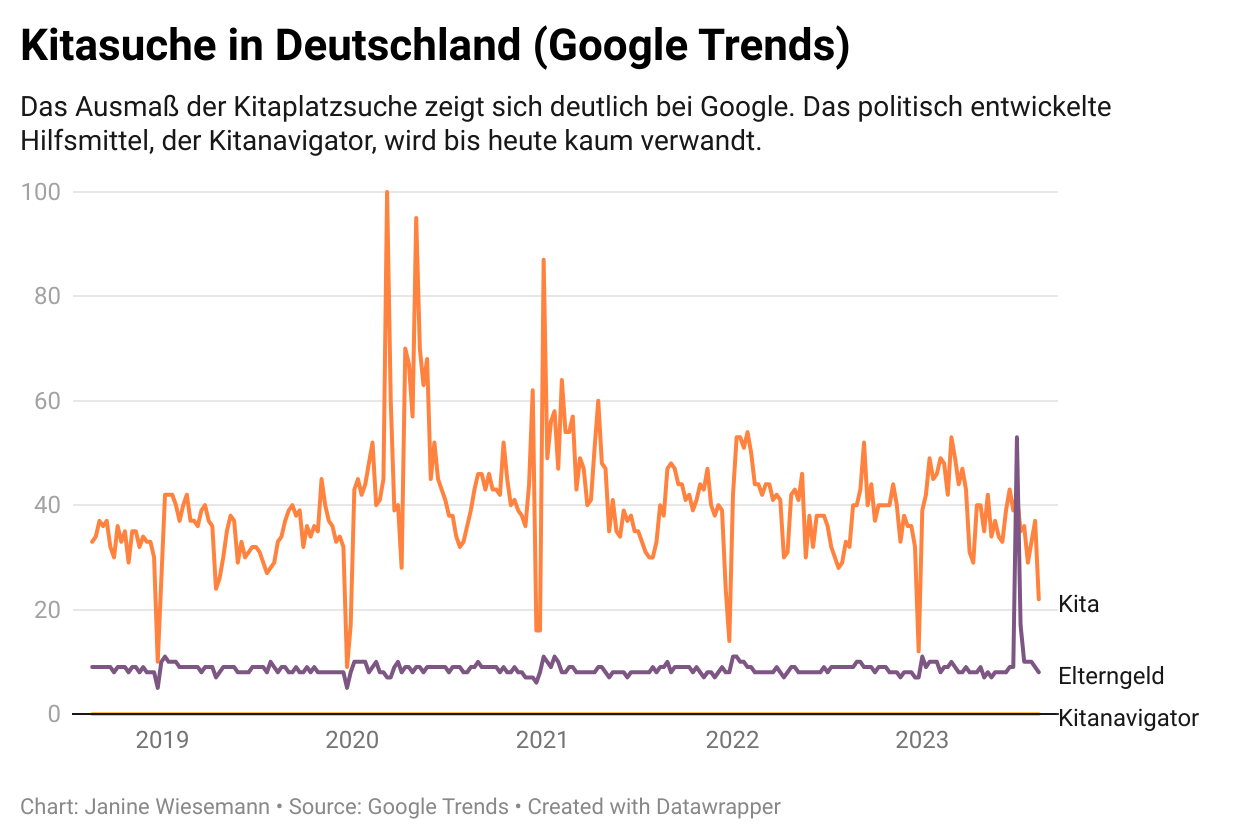 Kitasuche in Deutschland (Google Trends)
Das Ausmaß der Kitaplatzsuche zeigt sich deutlich bei Google. Das politisch entwickelte
Hilfsmittel, der Kitanavigator, wird bis heute kaum verwandt.
100
80
60
40
20
0
Kita
Elterngeld
Kitanavigator
2019 2020 2021 2022 2023
Chart: Janine Wiesemann • Source: Google Trends • Created with Datawrapper